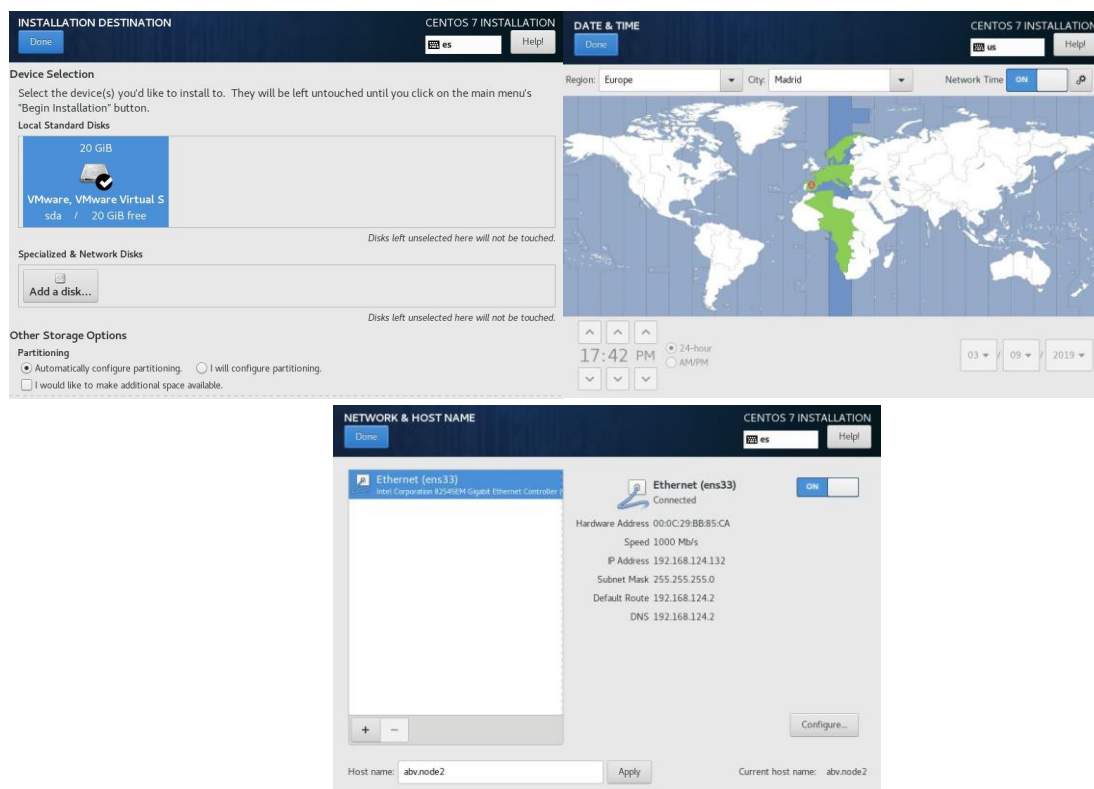 INSTALLATION DESTINATION
CENTOS 7 INSTALLATION
Done
es
Help!
Device Selection
Select the device(s) you'd like to install to. They will be left untouched until you click on the main menu's
"Begin Installation" button.
Local Standard Disks
20 GiB
VMware, VMware Virtual S
sda / 20 GiB free
Disks left unselected here will not be touched.
Specialized & Network Disks
Add a disk...
Disks left unselected here will not be touched.
Other Storage Options
Partitioning
Automatically configure partitioning. I will configure partitioning.
I would like to make additional space available.
DATE & TIME
CENTOS 7 INSTALLATION
Done
us
Help!
Region: Europe City: Madrid Network Time ON
17:42 PM
24-hour
AM/PM
03 / 09 / 2019
NETWORK & HOST NAME
CENTOS 7 INSTALLATION
Done
es
Help!
Ethernet (ens33)
Intel Corporation 82545EM Gigabit Ethernet Controller (
Ethernet (ens33)
Connected
ON
Hardware Address 00:0C:29:BB:85:CA
Speed 1000 Mb/s
IP Address 192.168.124.132
Subnet Mask 255.255.255.0
Default Route 192.168.124.2
DNS 192.168.124.2
+ -
Configure...
Host name: abv.node2 Apply Current host name: abv.node2